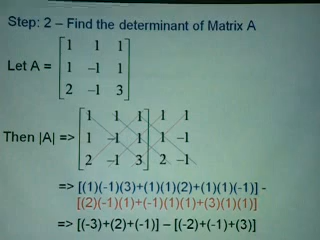 Step: 2 – Find the determinant of Matrix A
1 1 1
Let A = 1 –1 1
2 –1 3
1 1 1 1 1
Then |A| => 1 –1 1 1 –1
2 –1 3 2 –1
=> [(1)(-1)(3)+(1)(1)(2)+(1)(1)(-1)] -
[(2)(-1)(1)+(-1)(1)(1)+(3)(1)(1)]
=> [(-3)+(2)+(-1)] – [(-2)+(-1)+(3)]